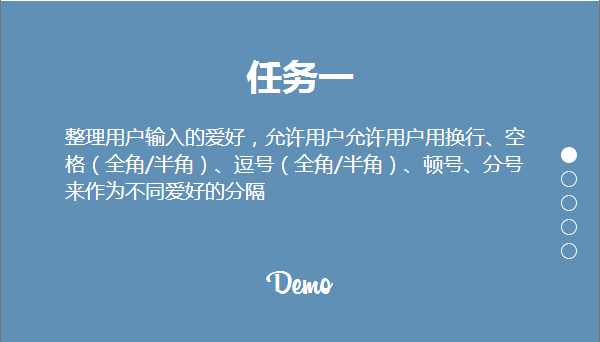 任务一
整理用户输入的爱好，允许用户允许用户用换行、空
格（全角/半角）、逗号（全角/半角）、顿号、分号
来作为不同爱好的分隔
Demo